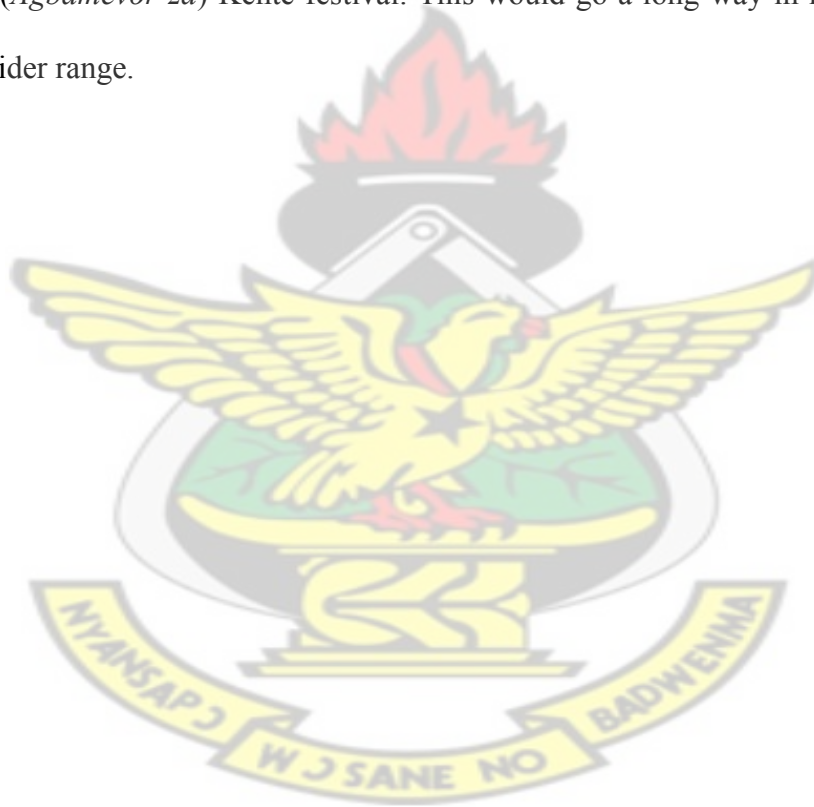 (Agbamevor za) Kente festival. This would go a long way in
ider range.
NYANSAPƆ
WƆSANE NO
BADWENMA